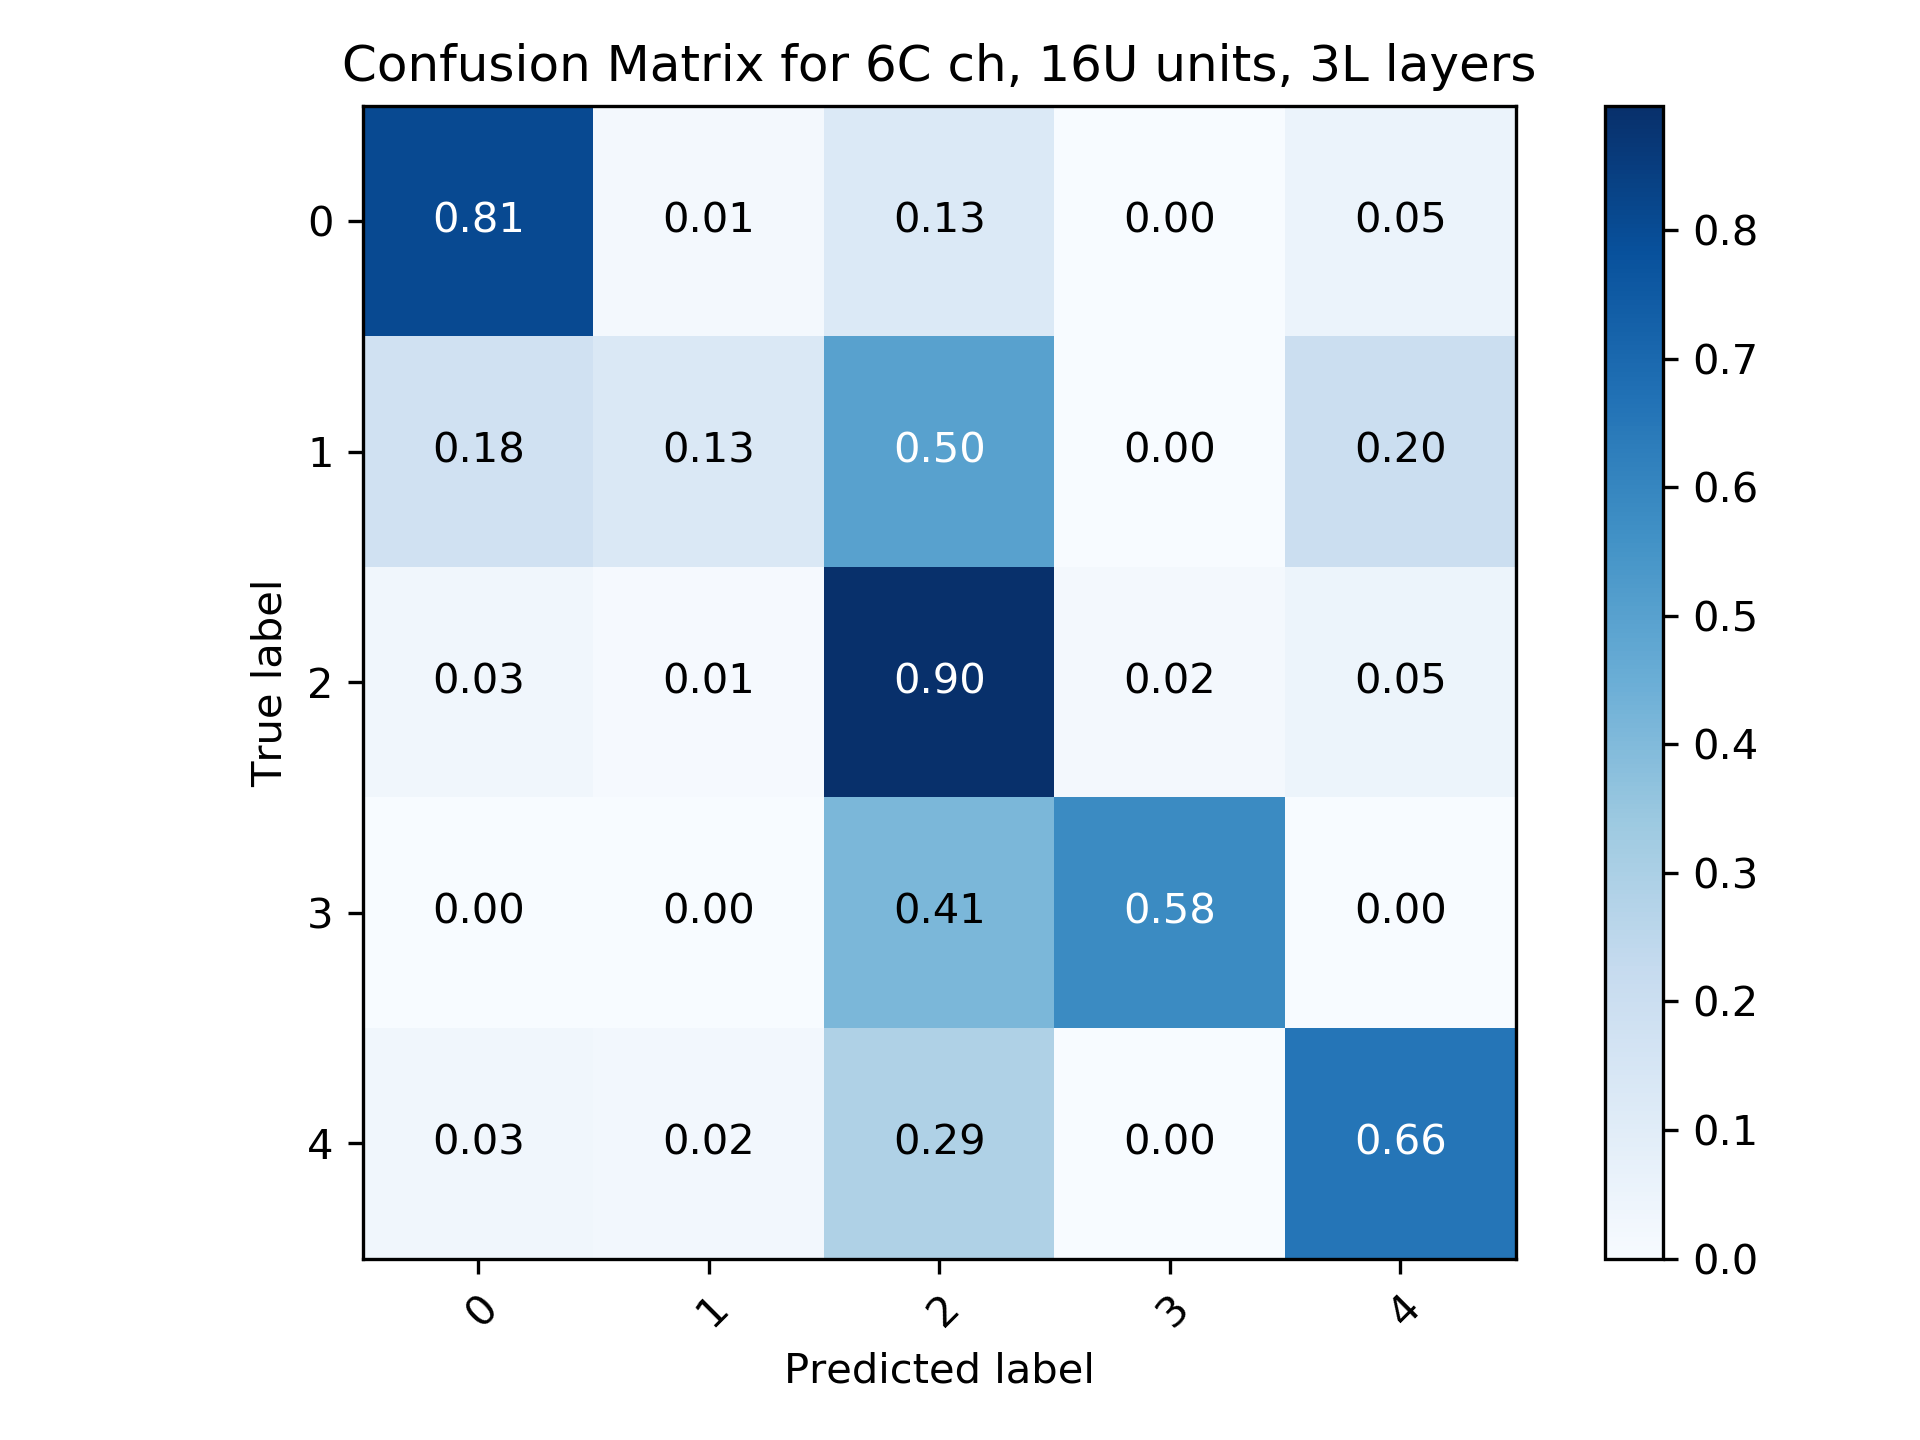 Confusion Matrix for 6C ch, 16U units, 3L layers
0 0.81 0.01 0.13 0.00 0.05
1 0.18 0.13 0.50 0.00 0.20
2 0.03 0.01 0.90 0.02 0.05
3 0.00 0.00 0.41 0.58 0.00
4 0.03 0.02 0.29 0.00 0.66
True label
0 1 2 3 4
Predicted label
0.8
0.7
0.6
0.5
0.4
0.3
0.2
0.1
0.0